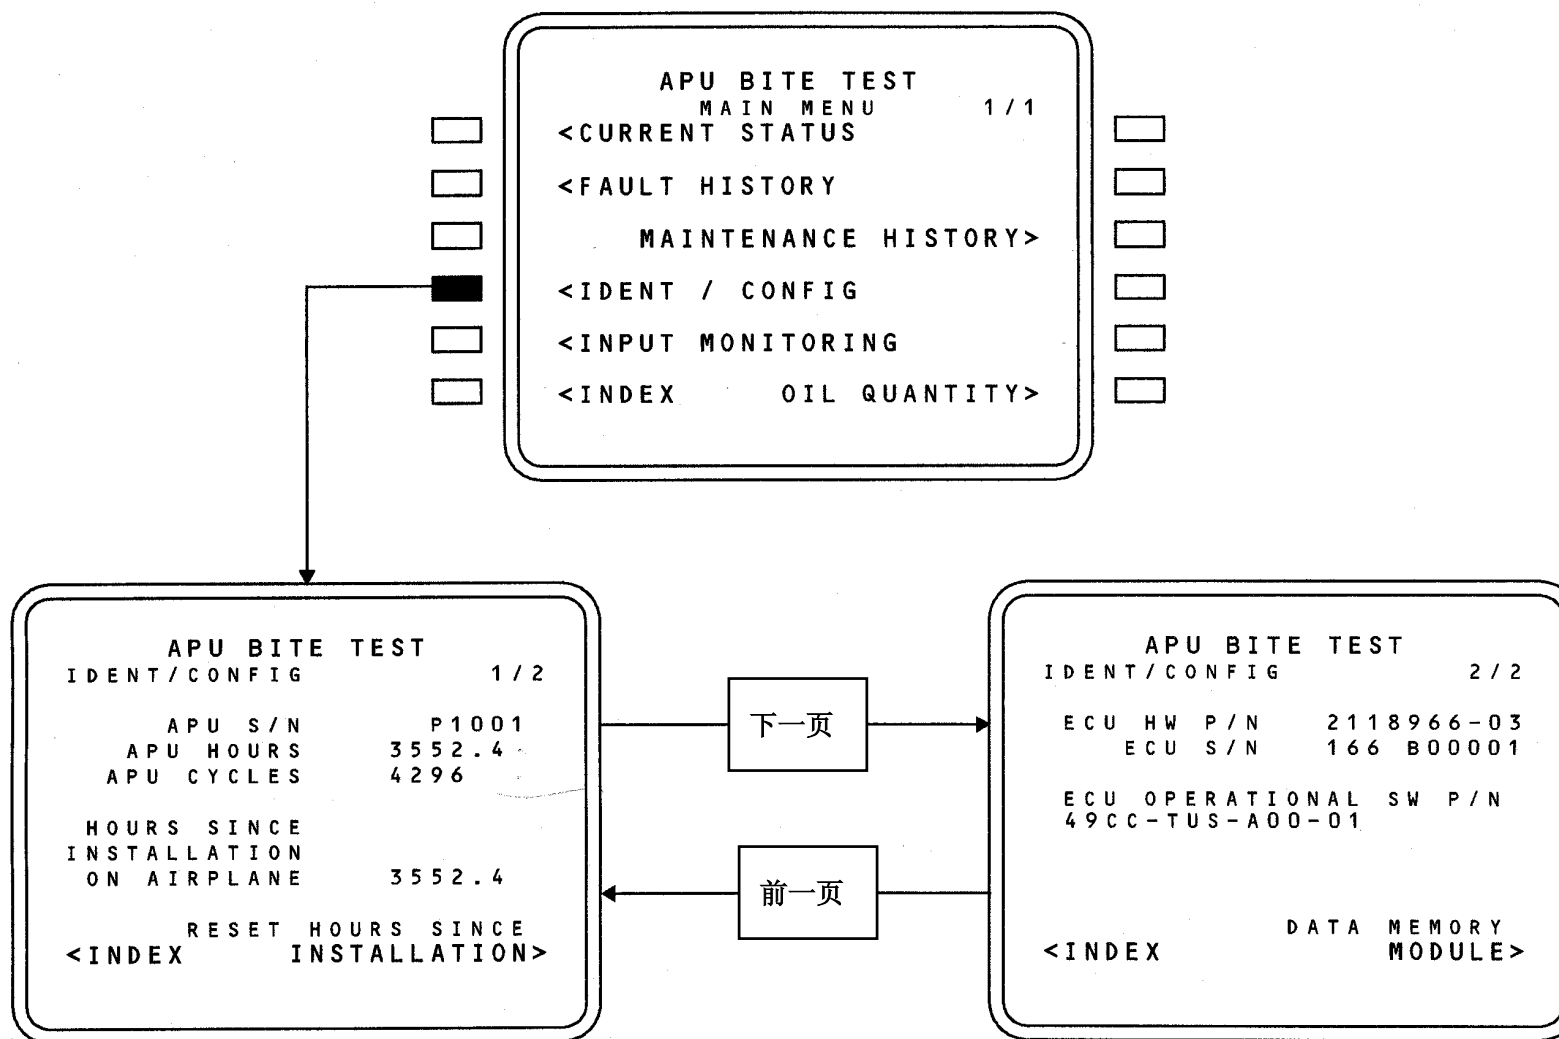 APU BITE TEST
MAIN MENU 1/1
<CURRENT STATUS
<FAULT HISTORY
MAINTENANCE HISTORY>
<IDENT / CONFIG
<INPUT MONITORING
<INDEX OIL QUANTITY>
APU BITE TEST
IDENT/CONFIG 1/2
APU S/N P1001
APU HOURS 3552.4
APU CYCLES 4296
HOURS SINCE
INSTALLATION
ON AIRPLANE 3552.4
RESET HOURS SINCE
<INDEX INSTALLATION>
下一页
前一页
APU BITE TEST
IDENT/CONFIG 2/2
ECU HW P/N 2118966-03
ECU S/N 166 B00001
ECU OPERATIONAL SW P/N
49CC-TUS-A00-01
DATA MEMORY
<INDEX MODULE>